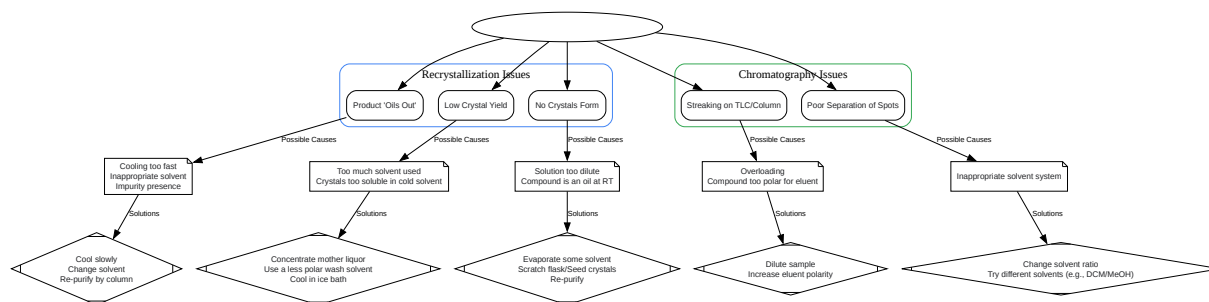 Recrystallization Issues
Chromatography Issues
Product 'Oils Out'
Low Crystal Yield
No Crystals Form
Streaking on TLC/Column
Poor Separation of Spots
Possible Causes
Possible Causes
Possible Causes
Possible Causes
Possible Causes
Cooling too fast
Inappropriate solvent
Impurity presence
Too much solvent used
Crystals too soluble in cold solvent
Solution too dilute
Compound is an oil at RT
Overloading
Compound too polar for eluent
Inappropriate solvent system
Solutions
Solutions
Solutions
Solutions
Solutions
Cool slowly
Change solvent
Re-purify by column
Concentrate mother liquor
Use a less polar wash solvent
Cool in ice bath
Evaporate some solvent
Scratch flask/Seed crystals
Re-purify
Dilute sample
Increase eluent polarity
Change solvent ratio
Try different solvents (e.g., DCM/MeOH)